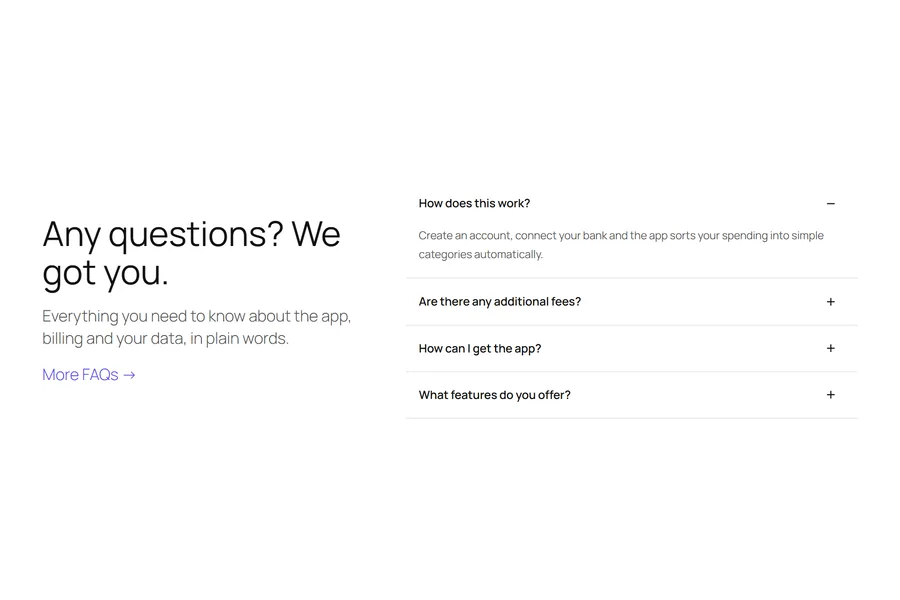 Any questions? We
got you.
Everything you need to know about the app,
billing and your data, in plain words.
More FAQs →
How does this work?
Create an account, connect your bank and the app sorts your spending into simple
categories automatically.
Are there any additional fees?
How can I get the app?
What features do you offer?